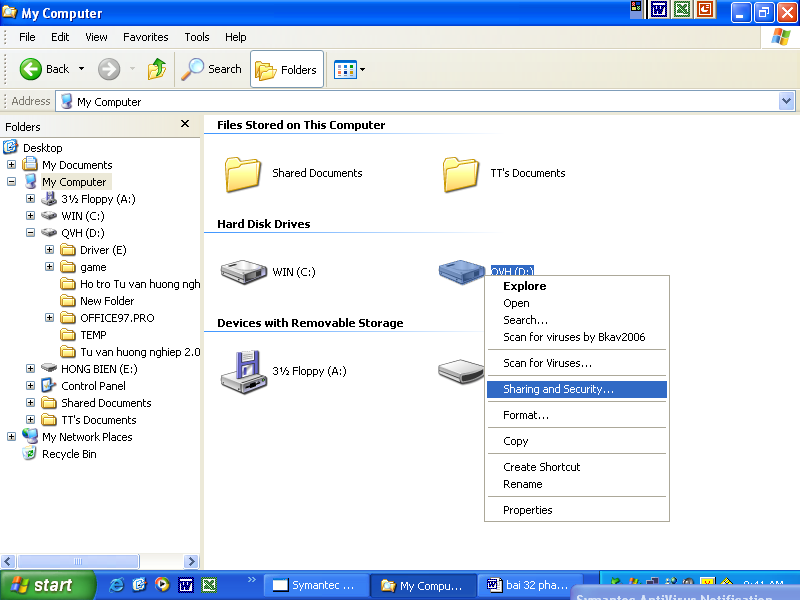 My Computer
File Edit View Favorites Tools Help
Back Search Folders
Address My Computer
Folders
Desktop
My Documents
My Computer
3½ Floppy (A:)
WIN (C:)
QVH (D:)
Driver (E)
game
Ho tro Tu van huong ngh
New Folder
OFFICE97.PRO
TEMP
Tu van huong nghiep 2.0
HONG BIEN (E:)
Control Panel
Shared Documents
TT's Documents
My Network Places
Recycle Bin
Files Stored on This Computer
Shared Documents
TT's Documents
Hard Disk Drives
WIN (C:)
QVH (D:)
Devices with Removable Storage
3½ Floppy (A:)
Explore
Open
Search...
Scan for viruses by Bkav2006
Scan for Viruses...
Sharing and Security...
Format...
Copy
Create Shortcut
Rename
Properties
start
Symantec ...
My Compu...
bai 32 pha...
9:41 AM
Symantec AntiVirus Notification